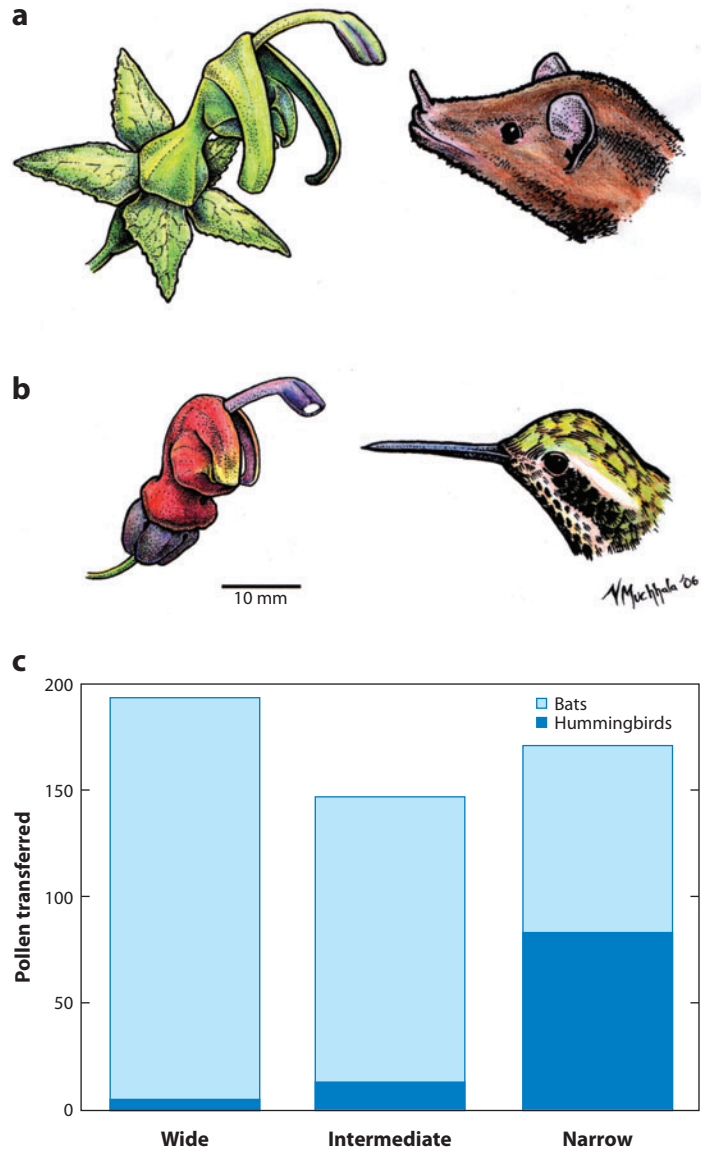 a
b
10 mm
VMuchhala '06
c
200
150
100
50
0
Pollen transferred
Bats
Hummingbirds
Wide
Intermediate
Narrow